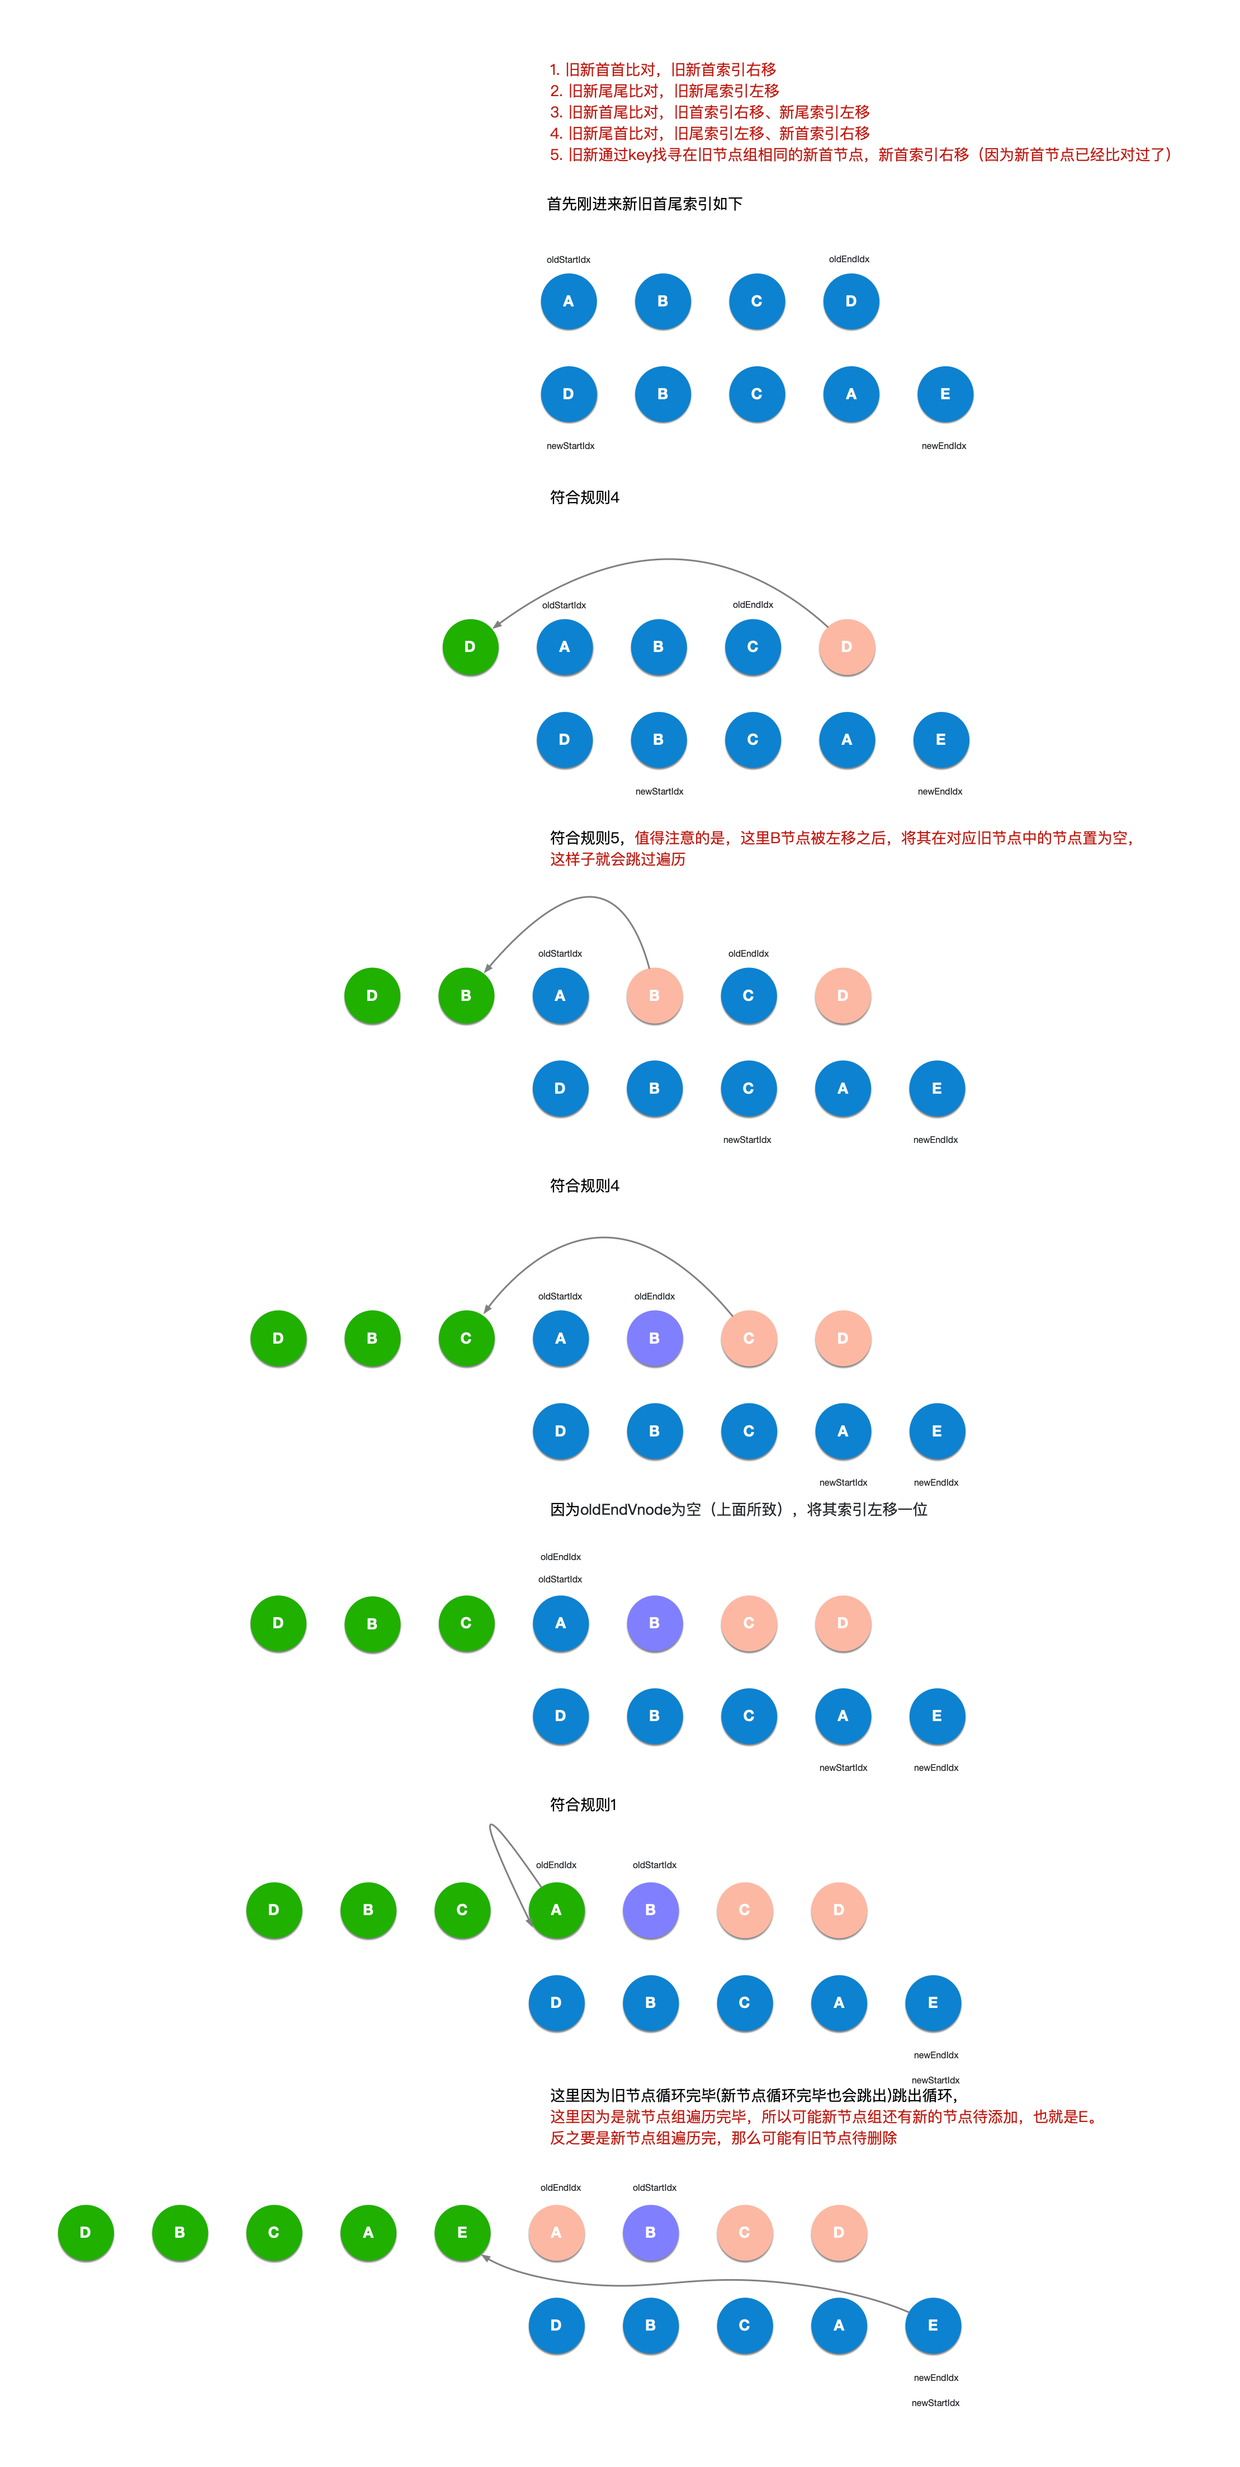 1. 旧新首首比对，旧新首索引右移
2. 旧新尾尾比对，旧新尾索引左移
3. 旧新首尾比对，旧首索引右移、新尾索引左移
4. 旧新尾首比对，旧尾索引左移、新首索引右移
5. 旧新通过key找寻在旧节点组相同的新首节点，新首索引右移（因为新首节点已经比对过了）
首先刚进来新旧首尾索引如下
oldStartIdx oldEndIdx
A B C D
D B C A E
newStartIdx newEndIdx
符合规则4
oldStartIdx oldEndIdx
D A B C D
D B C A E
newStartIdx newEndIdx
符合规则5，值得注意的是，这里B节点被左移之后，将其在对应旧节点中的节点置为空，
这样子就会跳过遍历
oldStartIdx oldEndIdx
D B A B C D
D B C A E
newStartIdx newEndIdx
符合规则4
oldStartIdx oldEndIdx
D B C A B C D
D B C A E
newStartIdx newEndIdx
因为oldEndVnode为空（上面所致），将其索引左移一位
oldEndIdx
oldStartIdx
D B C A B C D
D B C A E
newStartIdx newEndIdx
符合规则1
oldEndIdx oldStartIdx
D B C A B C D
D B C A E
newEndIdx
newStartIdx
这里因为旧节点循环完毕(新节点循环完毕也会跳出)跳出循环，
这里因为是就节点组遍历完毕，所以可能新节点组还有新的节点待添加，也就是E。
反之要是新节点组遍历完，那么可能有旧节点待删除
oldEndIdx oldStartIdx
D B C A E A B C D
D B C A E
newEndIdx
newStartIdx